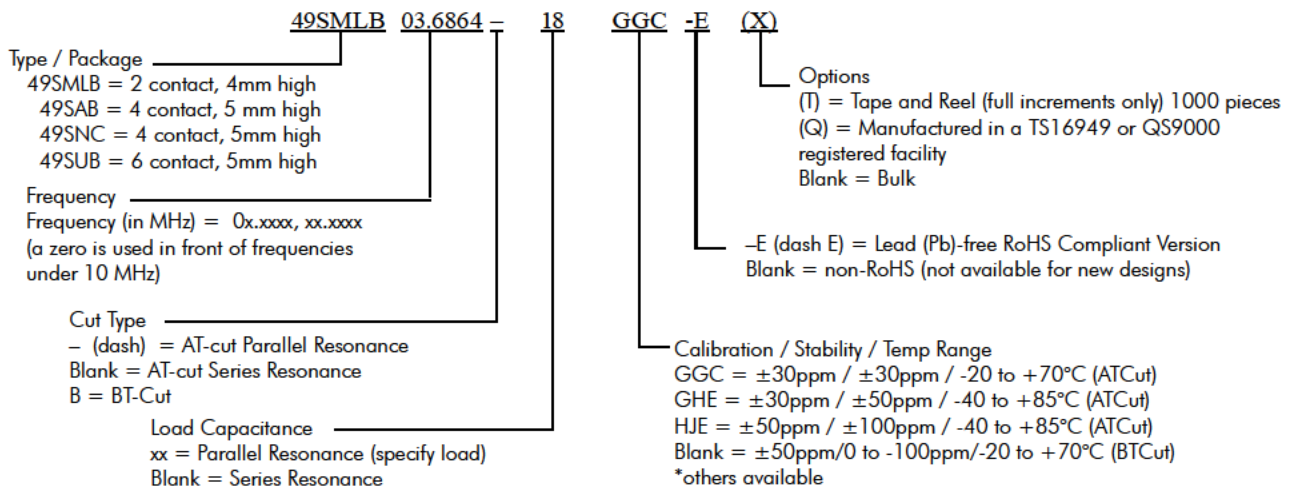 49SMLB 03.6864 – 18 GGC -E (X)
Type / Package
49SMLB = 2 contact, 4mm high
49SAB = 4 contact, 5 mm high
49SNC = 4 contact, 5mm high
49SUB = 6 contact, 5mm high
Frequency
Frequency (in MHz) = 0x.xxxx, xx.xxxx
(a zero is used in front of frequencies
under 10 MHz)
Cut Type
– (dash) = AT-cut Parallel Resonance
Blank = AT-cut Series Resonance
B = BT-Cut
Load Capacitance
xx = Parallel Resonance (specify load)
Blank = Series Resonance
Options
(T) = Tape and Reel (full increments only) 1000 pieces
(Q) = Manufactured in a TS16949 or QS9000
registered facility
Blank = Bulk
–E (dash E) = Lead (Pb)-free RoHS Compliant Version
Blank = non-RoHS (not available for new designs)
Calibration / Stability / Temp Range
GGC = ±30ppm / ±30ppm / -20 to +70°C (ATCut)
GHE = ±30ppm / ±50ppm / -40 to +85°C (ATCut)
HJE = ±50ppm / ±100ppm / -40 to +85°C (ATCut)
Blank = ±50ppm/0 to -100ppm/-20 to +70°C (BTCut)
*others available